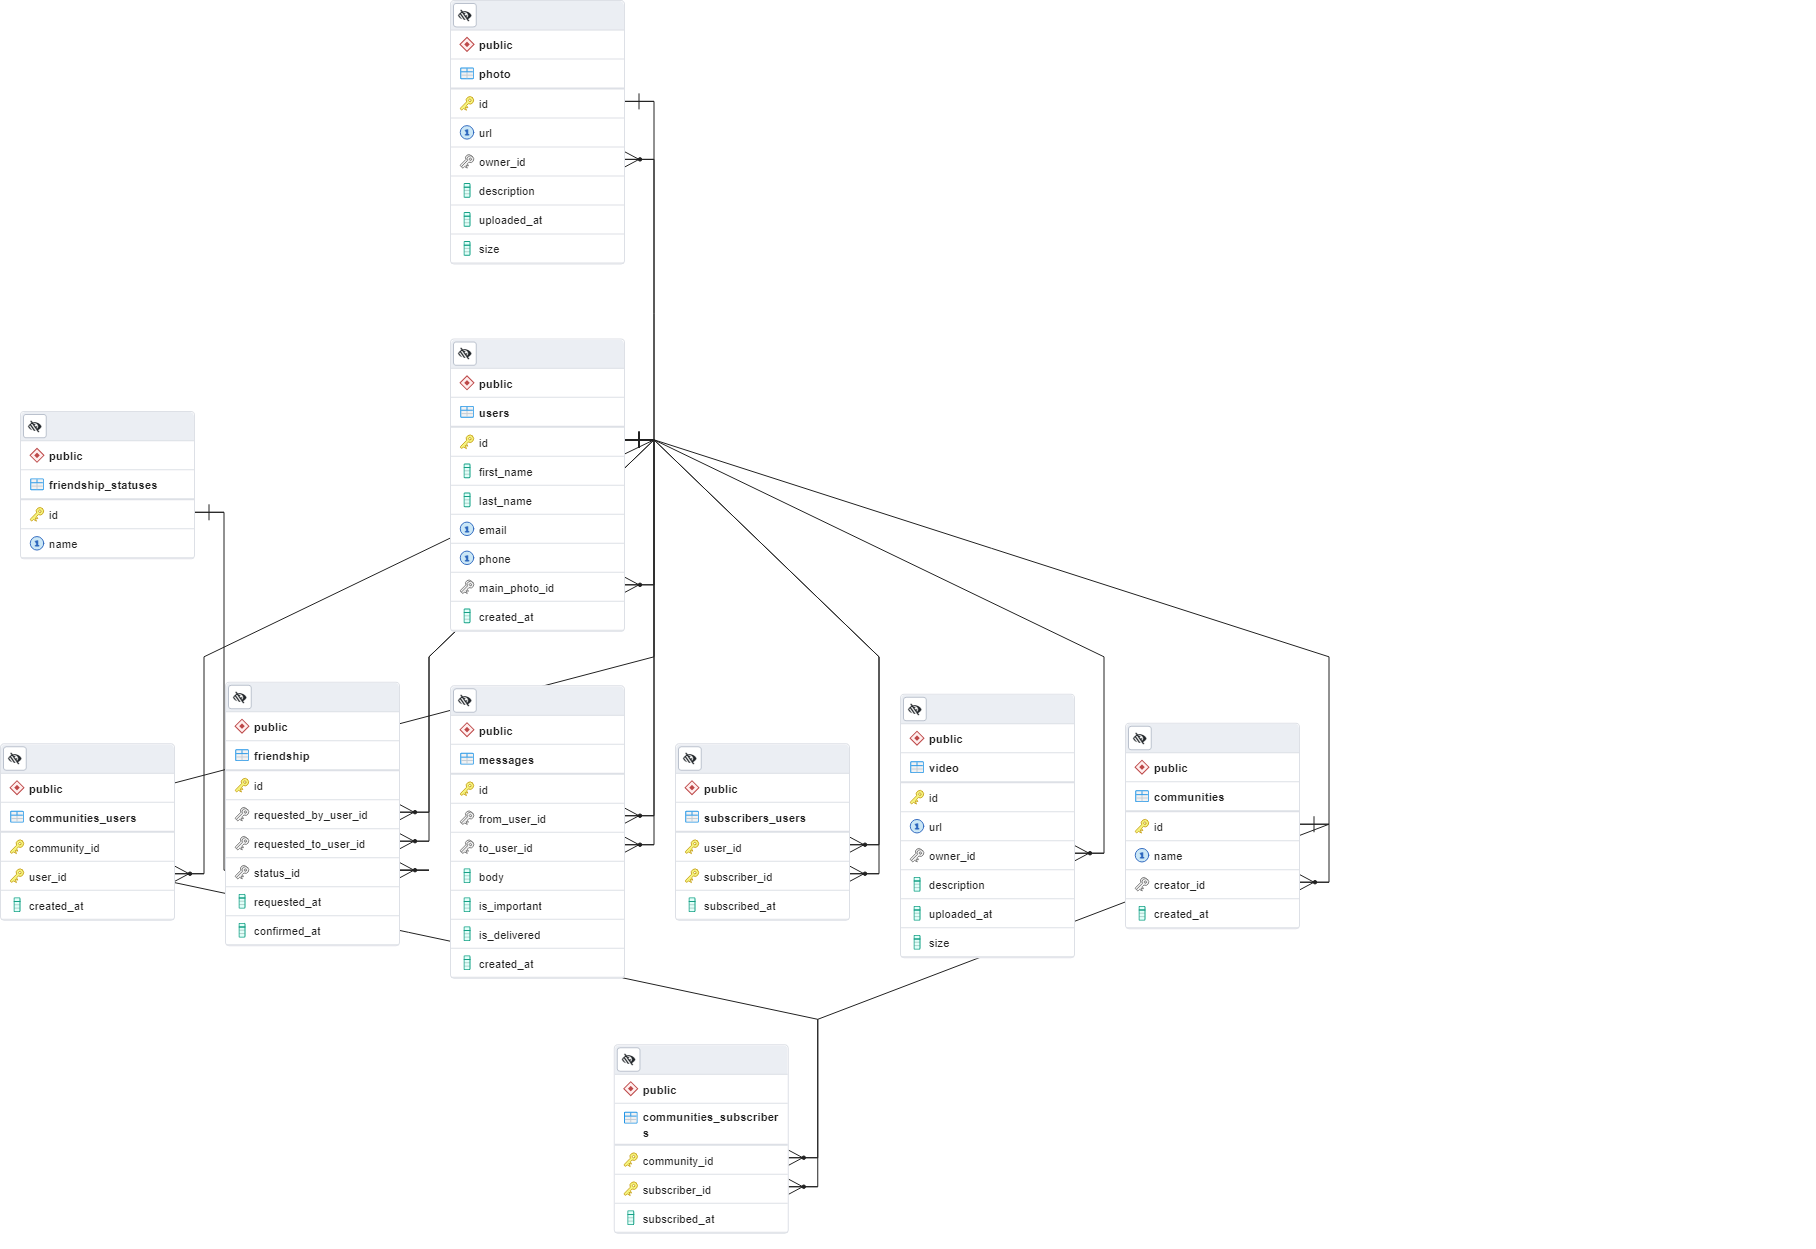 public
photo
id
url
owner_id
description
uploaded_at
size
public
users
id
first_name
last_name
email
phone
main_photo_id
created_at
public
friendship_statuses
id
name
public
communities_users
community_id
user_id
created_at
public
friendship
id
requested_by_user_id
requested_to_user_id
status_id
requested_at
confirmed_at
public
messages
id
from_user_id
to_user_id
body
is_important
is_delivered
created_at
public
subscribers_users
user_id
subscriber_id
subscribed_at
public
video
id
url
owner_id
description
uploaded_at
size
public
communities
id
name
creator_id
created_at
public
communities_subscriber
s
community_id
subscriber_id
subscribed_at